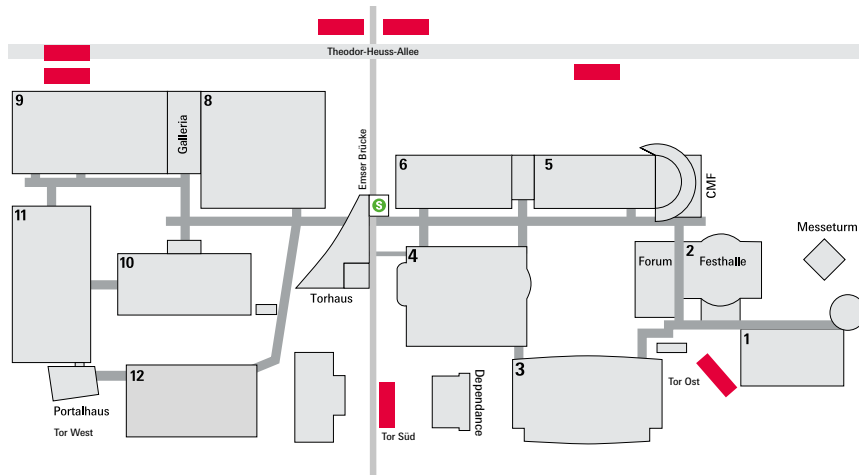 Theodor-Heuss-Allee
9
Galleria
8
Emser Brücke
6
5
CMF
S
11
Messeturm
10
4
Forum
2
Festhalle
Torhaus
1
12
3
Portalhaus
Tor West
Tor Süd
Dependance
Tor Ost